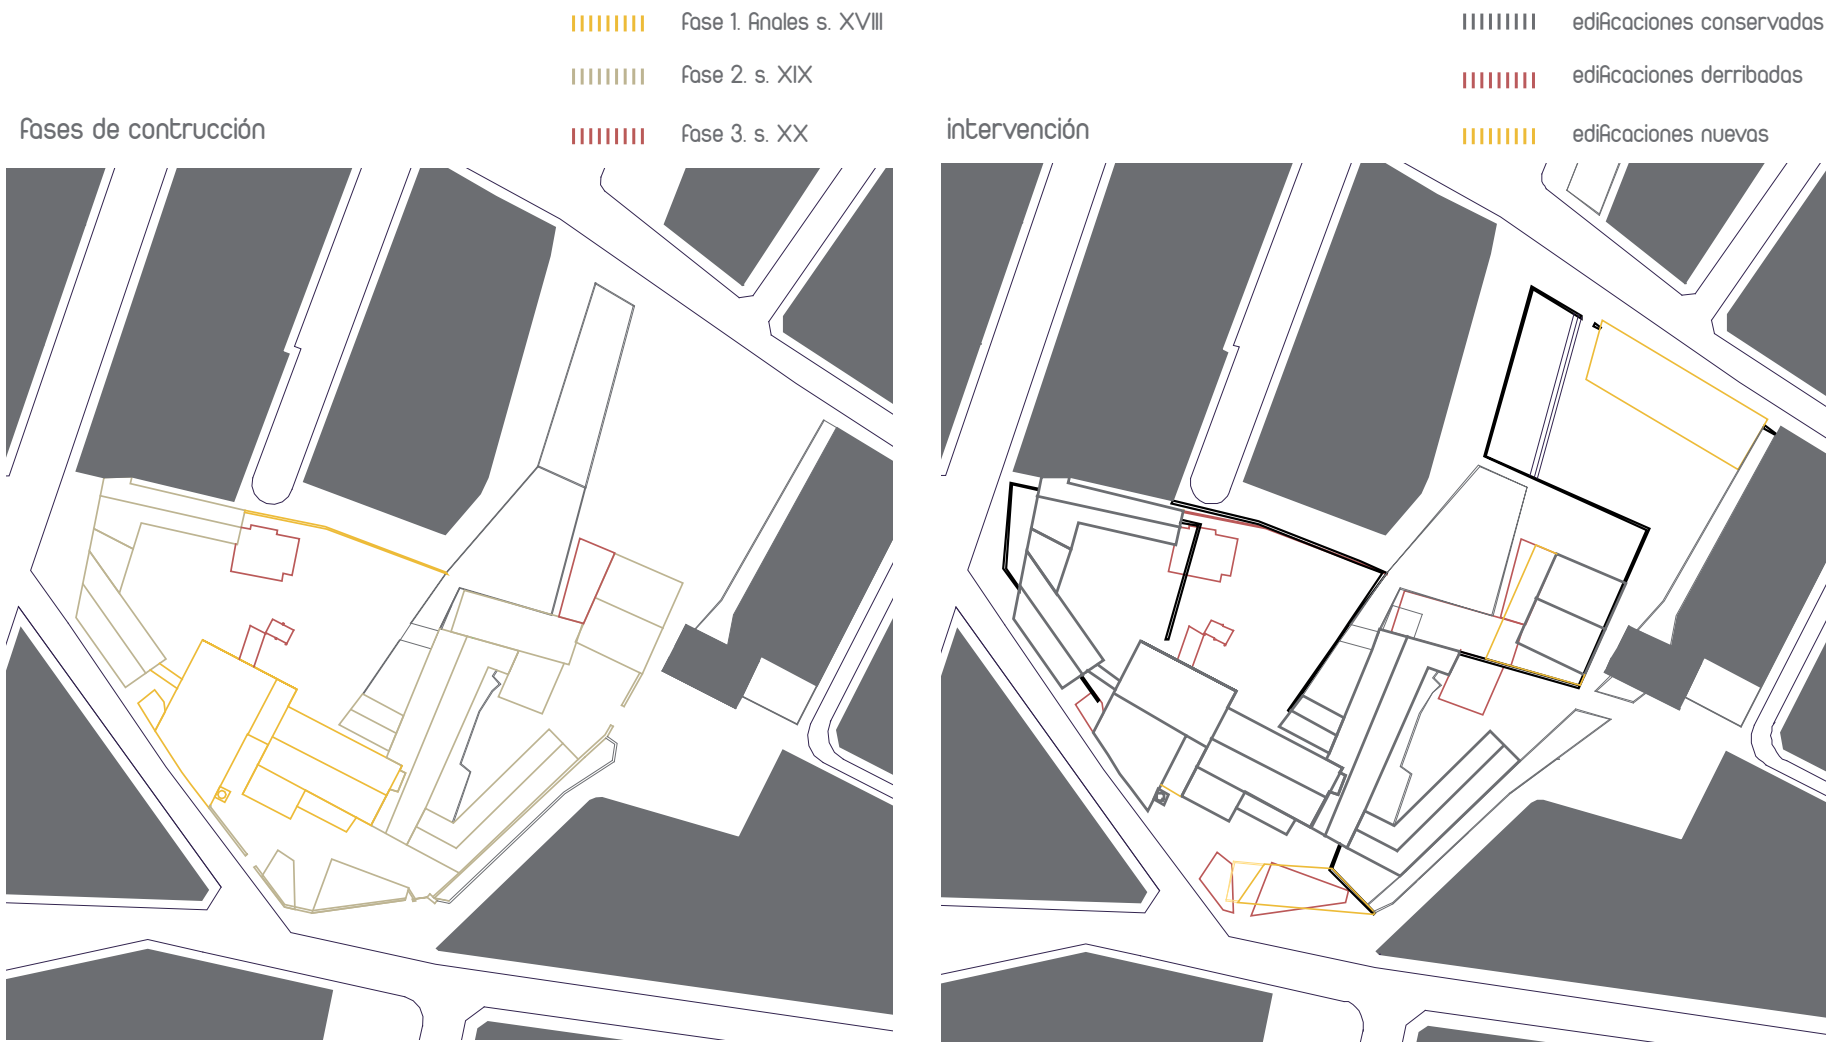 fase 1. finales s. XVIII
fase 2. s. XIX
fase 3. s. XX
fases de contrucción
edificaciones conservadas
edificaciones derribadas
edificaciones nuevas
intervención